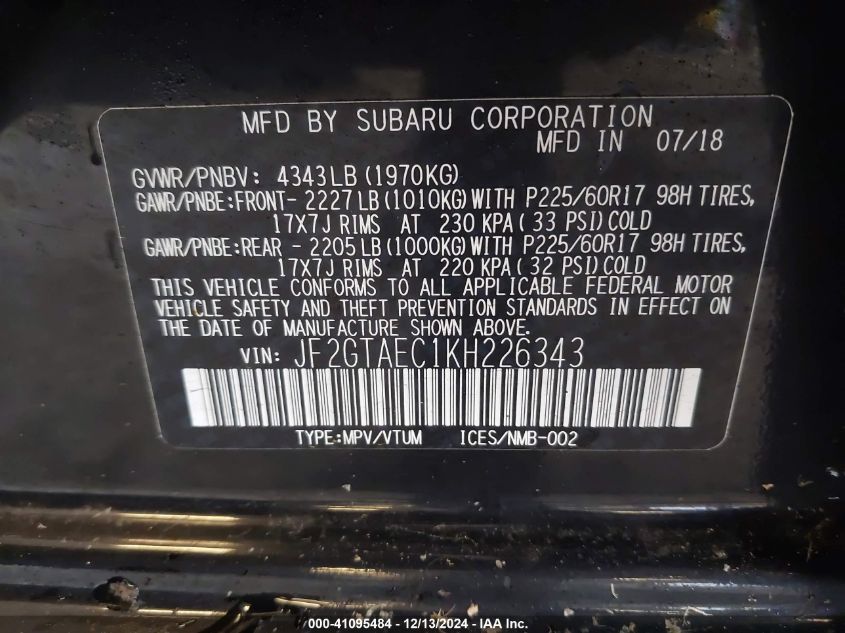 MFD BY SUBARU CORPORATION
MFD IN 07/18
GVWR/PNBV: 4343LB (1970KG)
GAWR/PNBE:FRONT- 2227LB(1010KG)WITH P225/60R17 98H TIRES,
17X7J RIMS AT 230 KPA( 33 PSI)COLD
GAWR/PNBE:REAR - 2205LB(1000KG)WITH P225/60R17 98H TIRES,
17X7J RIMS AT 220 KPA( 32 PSI)COLD
THIS VEHICLE CONFORMS TO ALL APPLICABLE FEDERAL MOTOR
VEHICLE SAFETY AND THEFT PREVENTION STANDARDS IN EFFECT ON
THE DATE OF MANUFACTURE SHOWN ABOVE.
VIN: JF2GTAEC1KH226343
TYPE:MPV/VTUM ICES/NMB-002
000-41095484 - 12/13/2024 - IAA Inc.